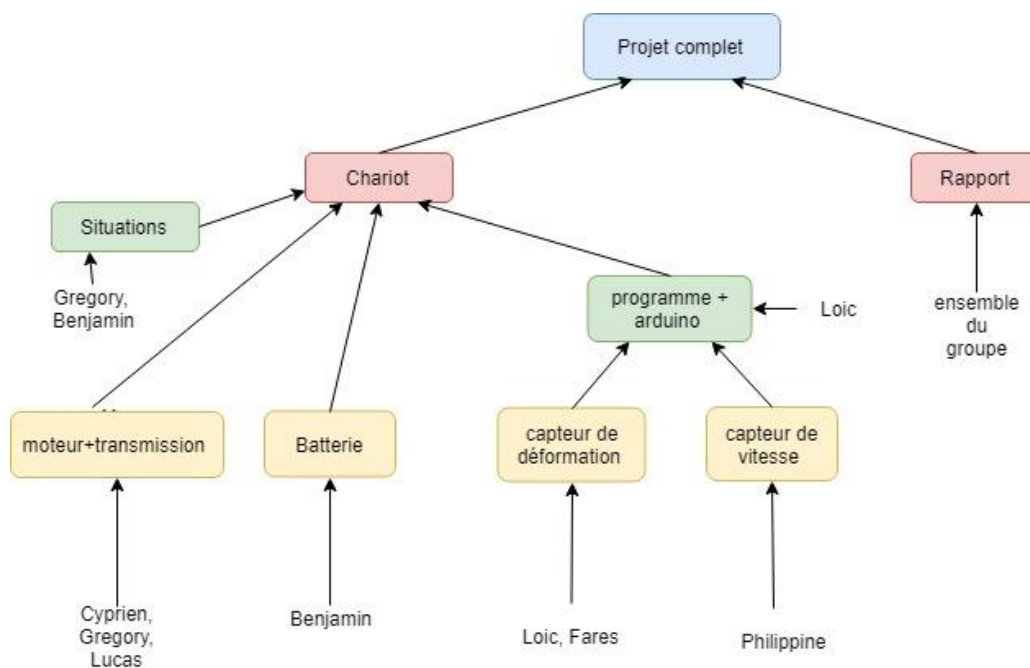 Projet complet
Chariot
Rapport
Situations
Gregory,
Benjamin
programme +
arduino
Loic
ensemble
du
groupe
moteur+transmission
Batterie
capteur de
déformation
capteur de
vitesse
Cyprien,
Gregory,
Lucas
Benjamin
Loic, Fares
Philippine